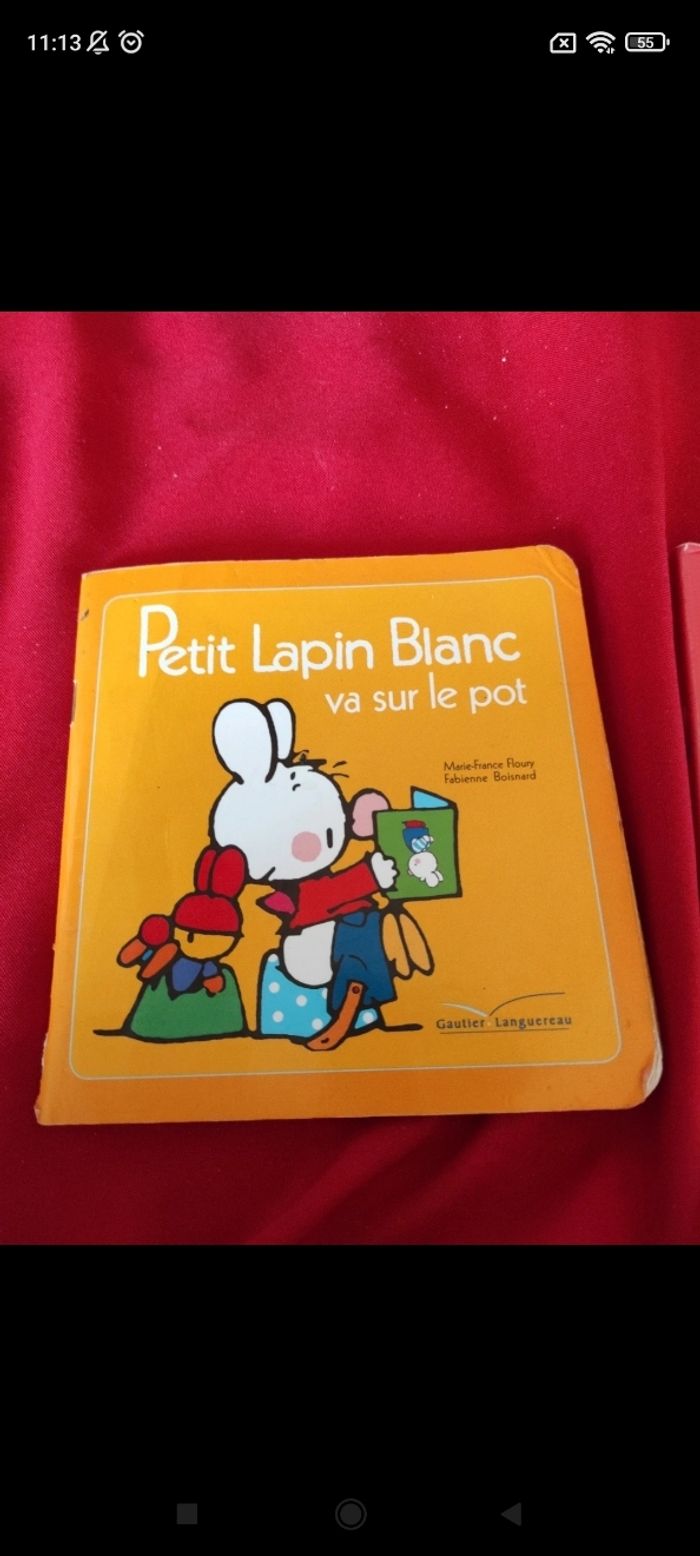 11:13
55
Petit Lapin Blanc
va sur le pot
Marie-France Floury
Fabienne Boisnard
Gautier Languereau